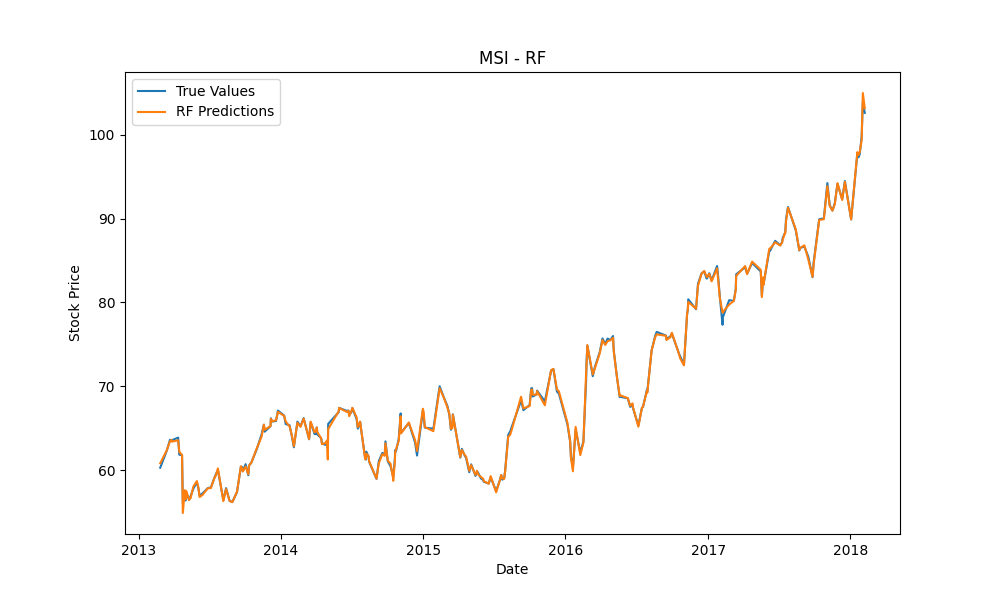 MSI - RF
True Values
RF Predictions
Stock Price
100
90
80
70
60
2013
2014
2015
2016
2017
2018
Date